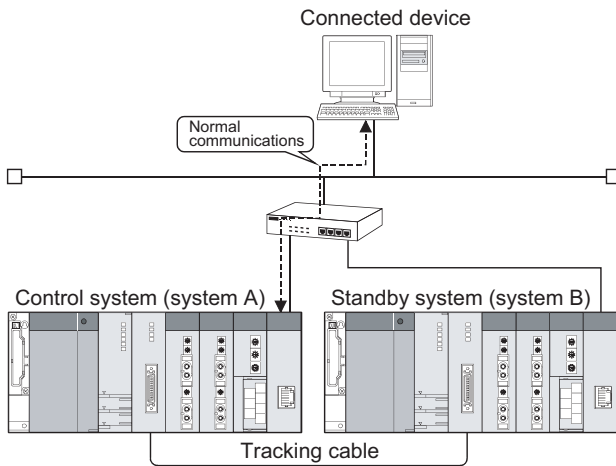 Connected device
Normal
communications
Control system (system A)
Standby system (system B)
Tracking cable